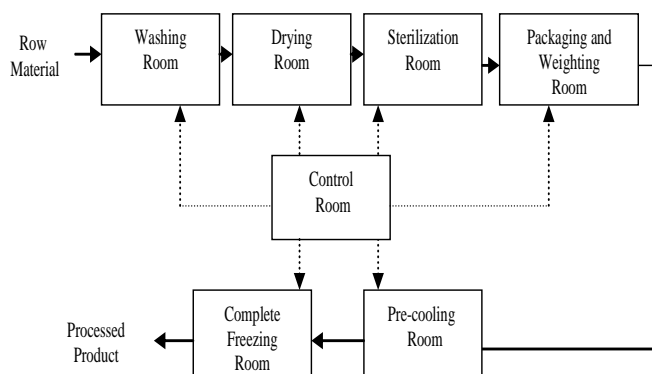 Row
Material
Washing
Room
Drying
Room
Sterilization
Room
Packaging and
Weighting
Room
Control
Room
Processed
Product
Complete
Freezing
Room
Pre-cooling
Room